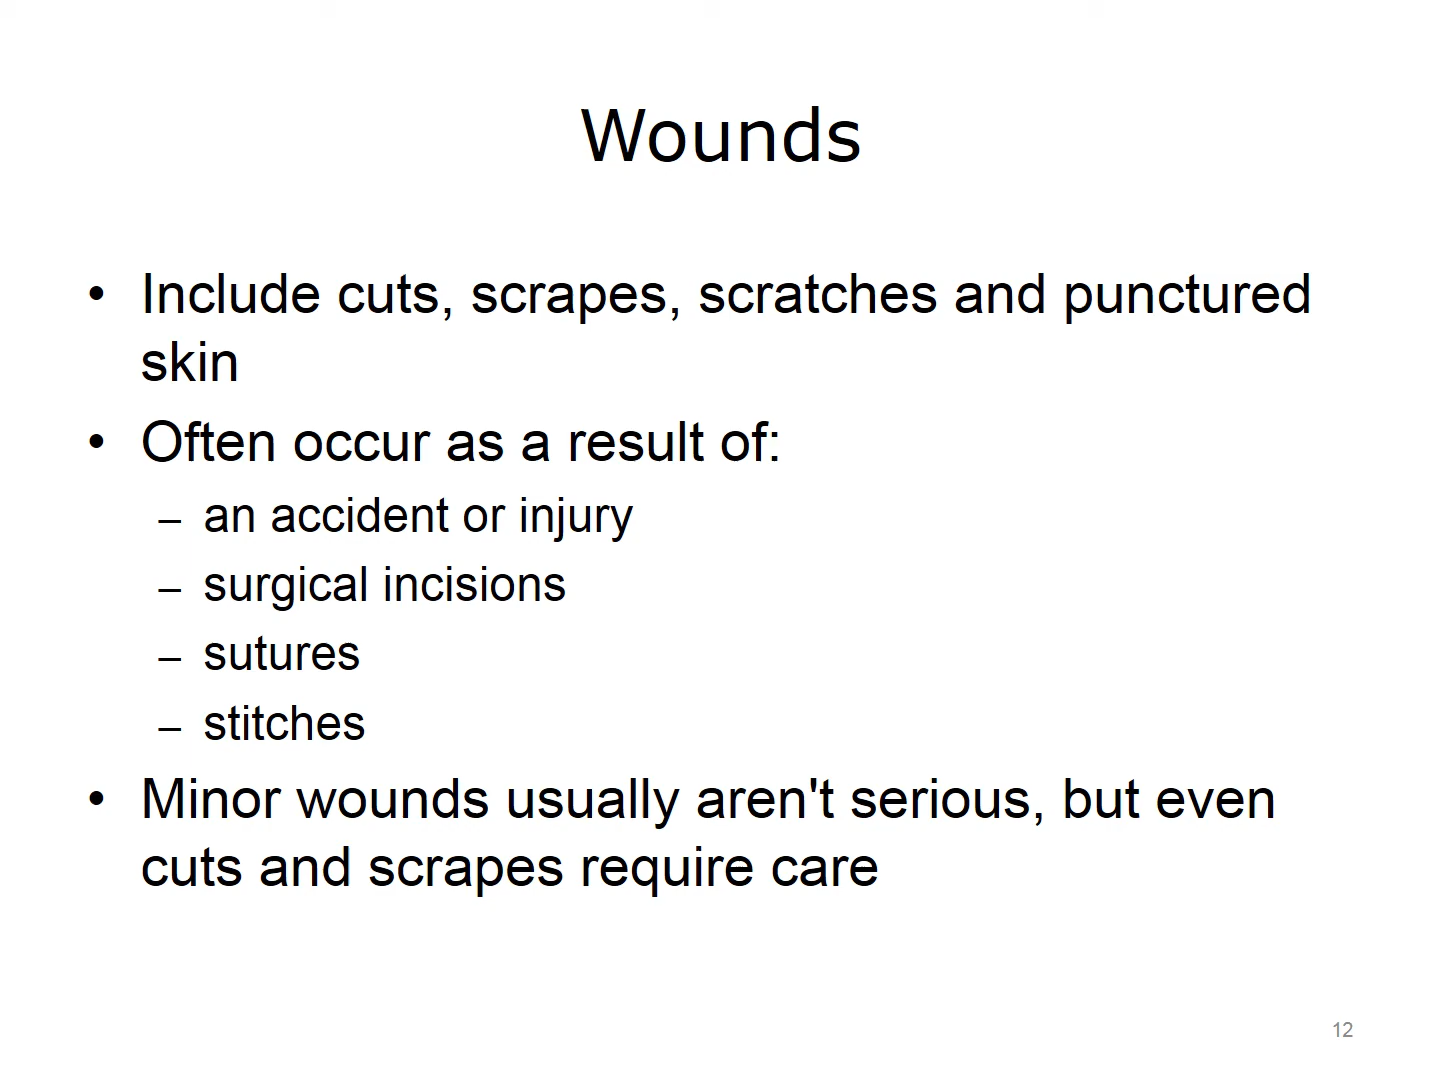 Wounds
• Include cuts, scrapes, scratches and punctured
skin
• Often occur as a result of:
– an accident or injury
– surgical incisions
– sutures
– stitches
• Minor wounds usually aren't serious, but even
cuts and scrapes require care
12